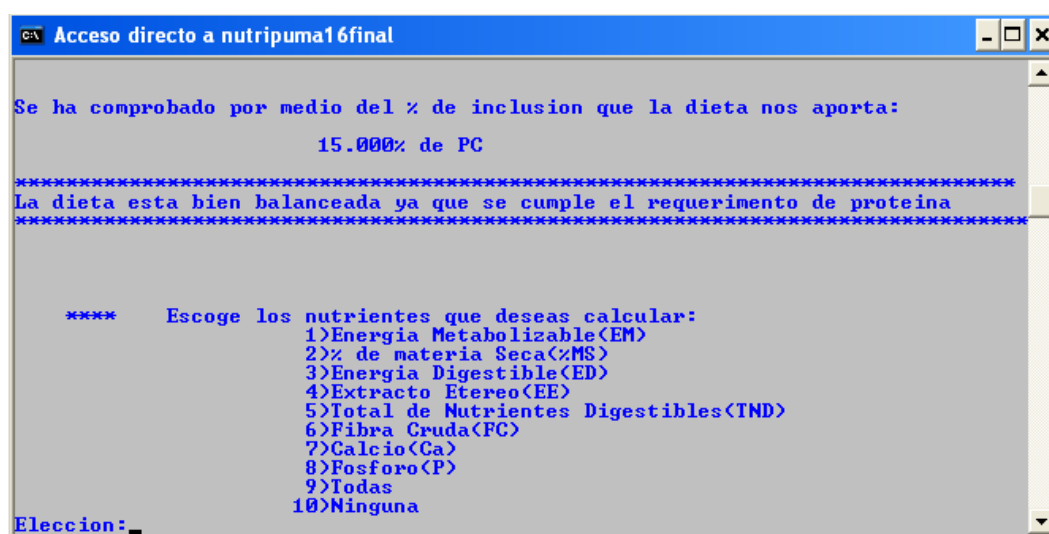 Acceso directo a nutripuma16final
Se ha comprobado por medio del % de inclusion que la dieta nos aporta:
15.000% de PC
*******************************************************************************
La dieta esta bien balanceada ya que se cumple el requerimento de proteina
********************************************************************************
**** Escoge los nutrientes que deseas calcular:
1)Energia Metabolizable(EM)
2)% de materia Seca(%MS)
3)Energia Digestible(ED)
4)Extracto Etereo(EE)
5)Total de Nutrientes Digestibles(TND)
6)Fibra Cruda(FC)
7)Calcio(Ca)
8)Fosforo(P)
9)Todas
10)Ninguna
Eleccion:_